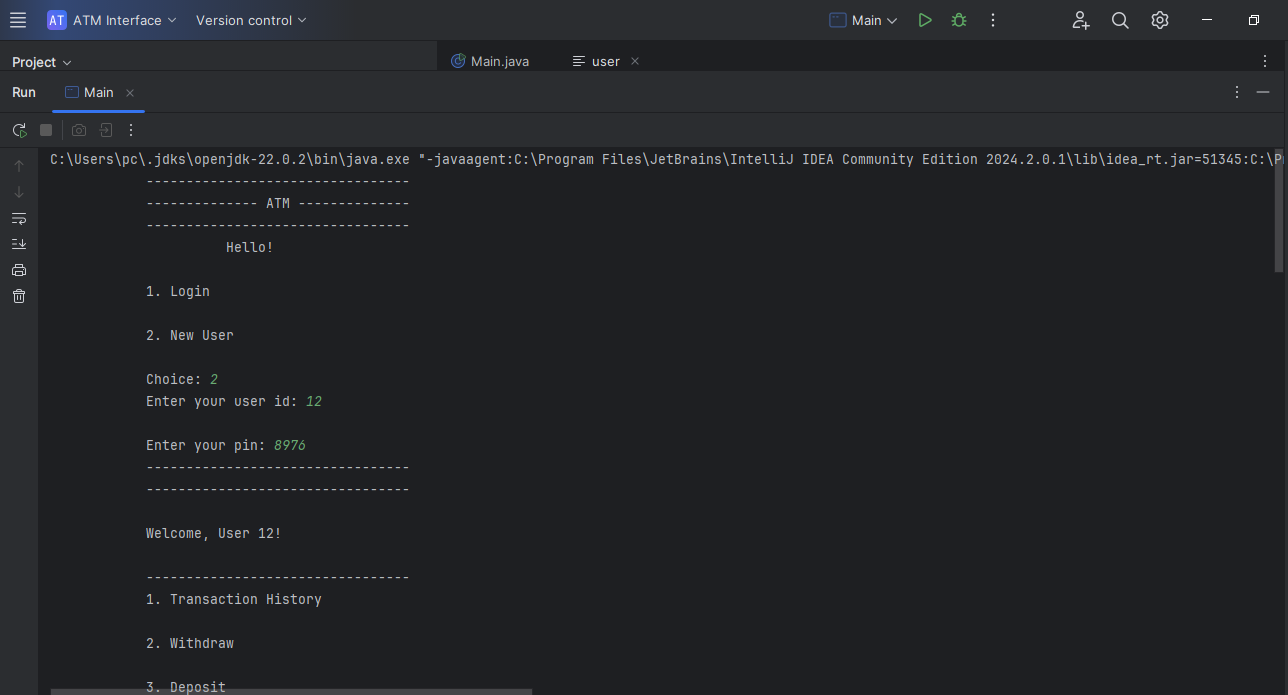 AT ATM Interface Version control Main
Project Main.java user
Run Main
C:\Users\pc\.jdks\openjdk-22.0.2\bin\java.exe "-javaagent:C:\Program Files\JetBrains\IntelliJ IDEA Community Edition 2024.2.0.1\lib\idea_rt.jar=51345:C:\P
---------------------------------
-------------- ATM --------------
---------------------------------
Hello!
1. Login
2. New User
Choice: 2
Enter your user id: 12
Enter your pin: 8976
---------------------------------
---------------------------------
Welcome, User 12!
---------------------------------
1. Transaction History
2. Withdraw
3. Deposit